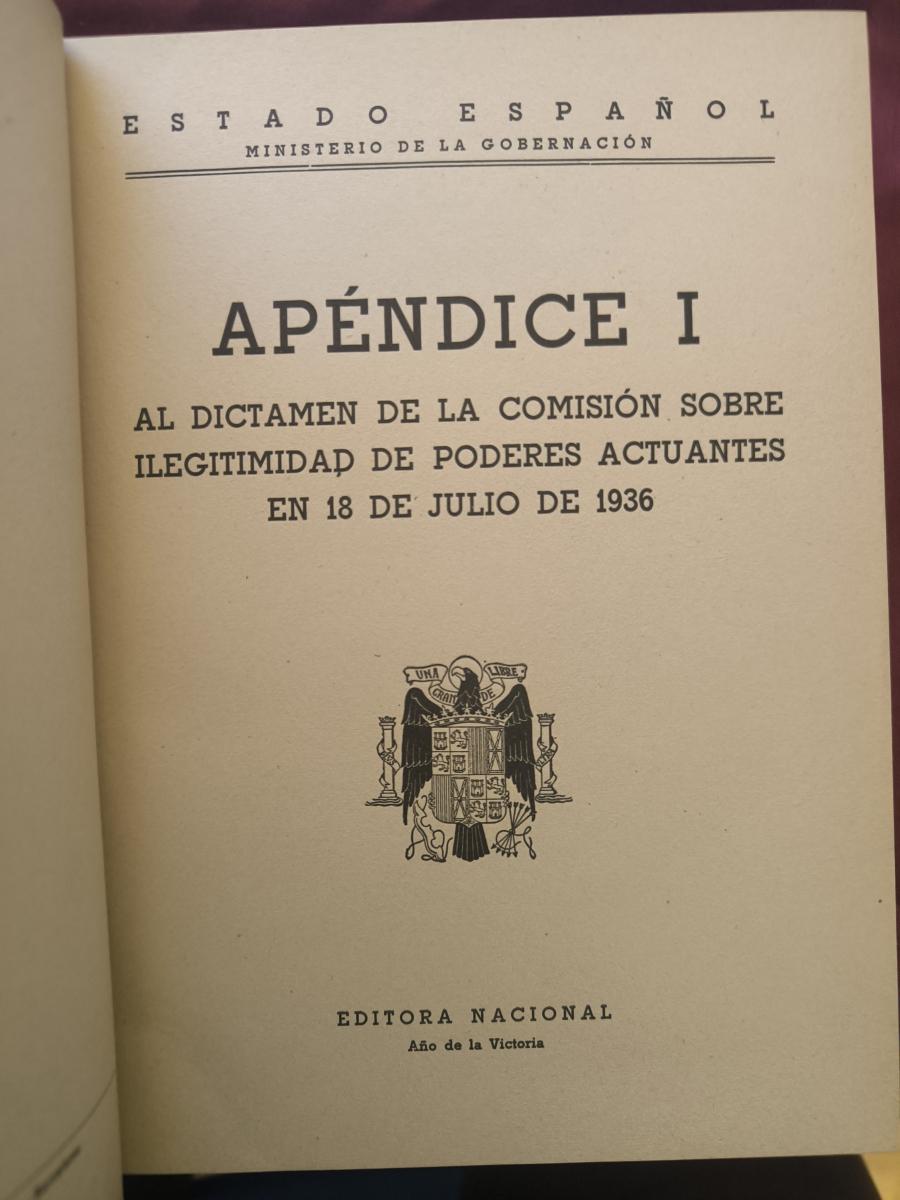 ESTADO ESPAÑOL
MINISTERIO DE LA GOBERNACIÓN
APÉNDICE I
AL DICTAMEN DE LA COMISIÓN SOBRE
ILEGITIMIDAD DE PODERES ACTUANTES
EN 18 DE JULIO DE 1936
UNA LIBRE
GRANDE
EDITORA NACIONAL
Año de la Victoria